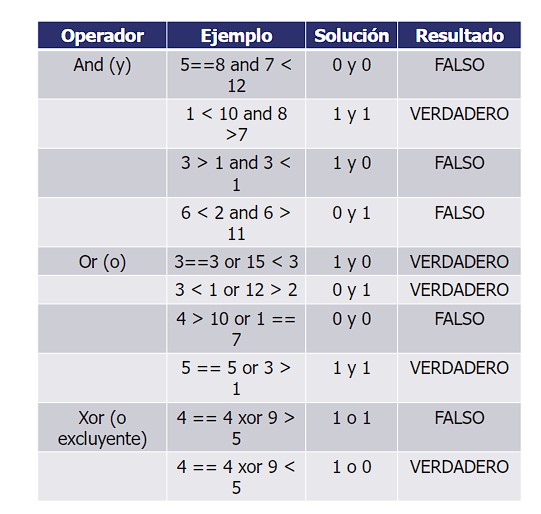 Operador Ejemplo Solución Resultado
And (y) 5==8 and 7 < 12 0 y 0 FALSO
1 < 10 and 8 >7 1 y 1 VERDADERO
3 > 1 and 3 < 1 1 y 0 FALSO
6 < 2 and 6 > 11 0 y 1 FALSO
Or (o) 3==3 or 15 < 3 1 y 0 VERDADERO
3 < 1 or 12 > 2 0 y 1 VERDADERO
4 > 10 or 1 == 7 0 y 0 FALSO
5 == 5 or 3 > 1 1 y 1 VERDADERO
Xor (o excluyente) 4 == 4 xor 9 > 5 1 o 1 FALSO
4 == 4 xor 9 < 5 1 o 0 VERDADERO